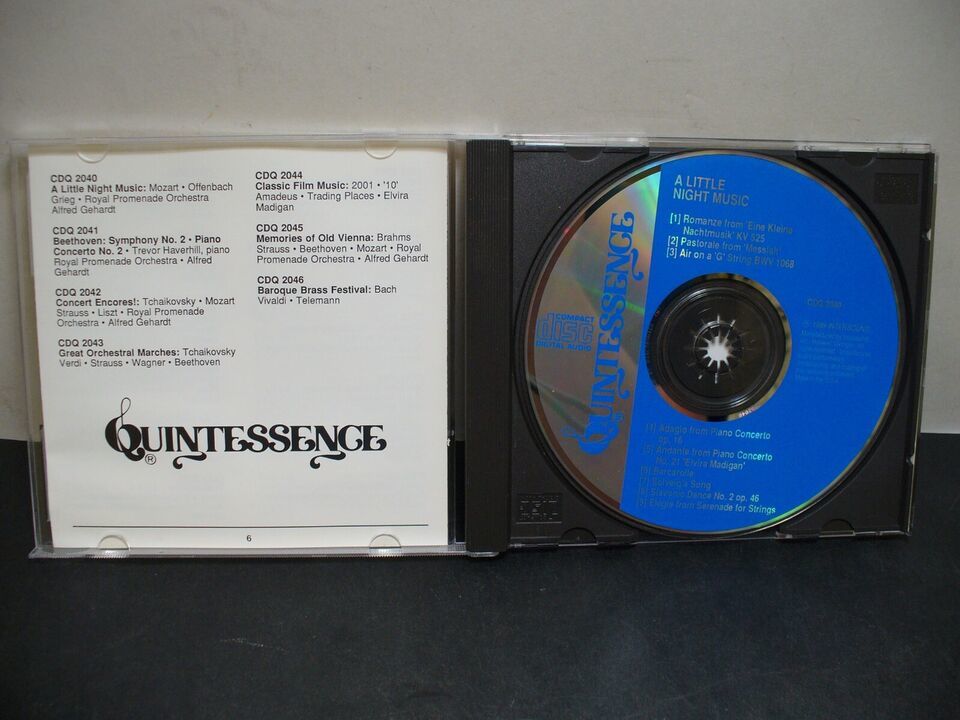 CDQ 2040
A Little Night Music: Mozart • Offenbach
Grieg • Royal Promenade Orchestra
Alfred Gehardt
CDQ 2041
Beethoven: Symphony No. 2 • Piano
Concerto No. 2 • Trevor Haverhill, piano
Royal Promenade Orchestra • Alfred
Gehardt
CDQ 2042
Concert Encores!: Tchaikovsky • Mozart
Strauss • Liszt • Royal Promenade
Orchestra • Alfred Gehardt
CDQ 2043
Great Orchestral Marches: Tchaikovsky
Verdi • Strauss • Wagner • Beethoven
CDQ 2044
Classic Film Music: 2001 • '10'
Amadeus • Trading Places • Elvira
Madigan
CDQ 2045
Memories of Old Vienna: Brahms
Strauss • Beethoven • Mozart • Royal
Promenade Orchestra • Alfred Gehardt
CDQ 2046
Baroque Brass Festival: Bach
Vivaldi • Telemann
QUINTESSENCE
®
6
A LITTLE
NIGHT MUSIC
[1] Romanze from 'Eine Kleine
Nachtmusik' KV 525
[2] Pastorale from 'Messiah'
[3] Air on a 'G' String BWV 1068
COMPACT
disc
DIGITAL AUDIO
QUINTESSENCE
®
[4] Adagio from Piano Concerto
op. 16
[5] Andante from Piano Concerto
No. 21 'Elvira Madigan'
[6] Barcarolle
[7] Solveig's Song
[8] Slavonic Dance No. 2 op. 46
[9] Elegie from Serenade for Strings